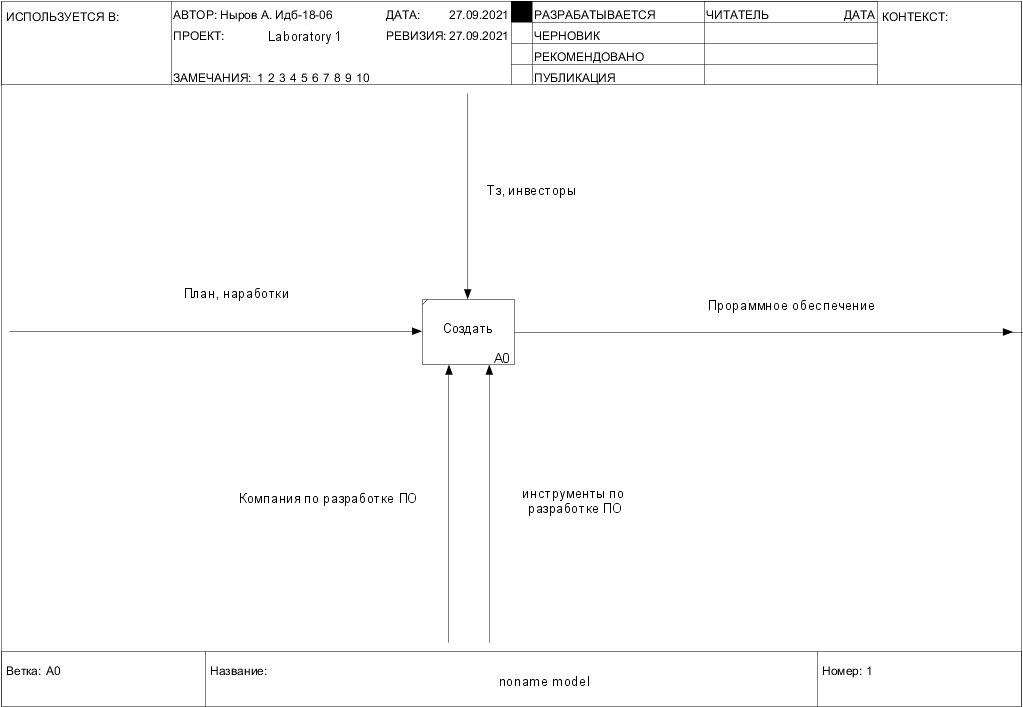 ИСПОЛЬЗУЕТСЯ В:
АВТОР: Ныров А. Идб-18-06
ДАТА: 27.09.2021
РАЗРАБАТЫВАЕТСЯ
ЧИТАТЕЛЬ
ДАТА
КОНТЕКСТ:
ПРОЕКТ: Laboratory 1
РЕВИЗИЯ: 27.09.2021
ЧЕРНОВИК
РЕКОМЕНДОВАНО
ЗАМЕЧАНИЯ: 1 2 3 4 5 6 7 8 9 10
ПУБЛИКАЦИЯ
Тз, инвесторы
План, наработки
Прораммное обеспечение
Создать
A0
Компания по разработке ПО
инструменты по
разработке ПО
Ветка: A0
Название:
noname model
Номер: 1